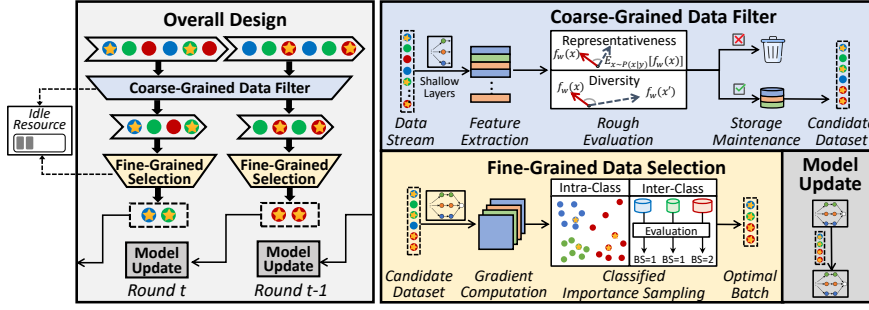 Overall Design
Coarse-Grained Data Filter
Idle
Resource
Fine-Grained
Selection
Fine-Grained
Selection
Model
Update
Model
Update
Round t
Round t-1
Coarse-Grained Data Filter
Shallow
Layers
Representativeness
f_w(x)
E_{x~P(x|y)}[f_w(x)]
Diversity
f_w(x)
f_w(x')
Data
Stream
Feature
Extraction
Rough
Evaluation
Storage
Maintenance
Candidate
Dataset
Fine-Grained Data Selection
Intra-Class
Inter-Class
Evaluation
BS=1 BS=1 BS=2
Candidate
Dataset
Gradient
Computation
Classified
Importance Sampling
Optimal
Batch
Model
Update